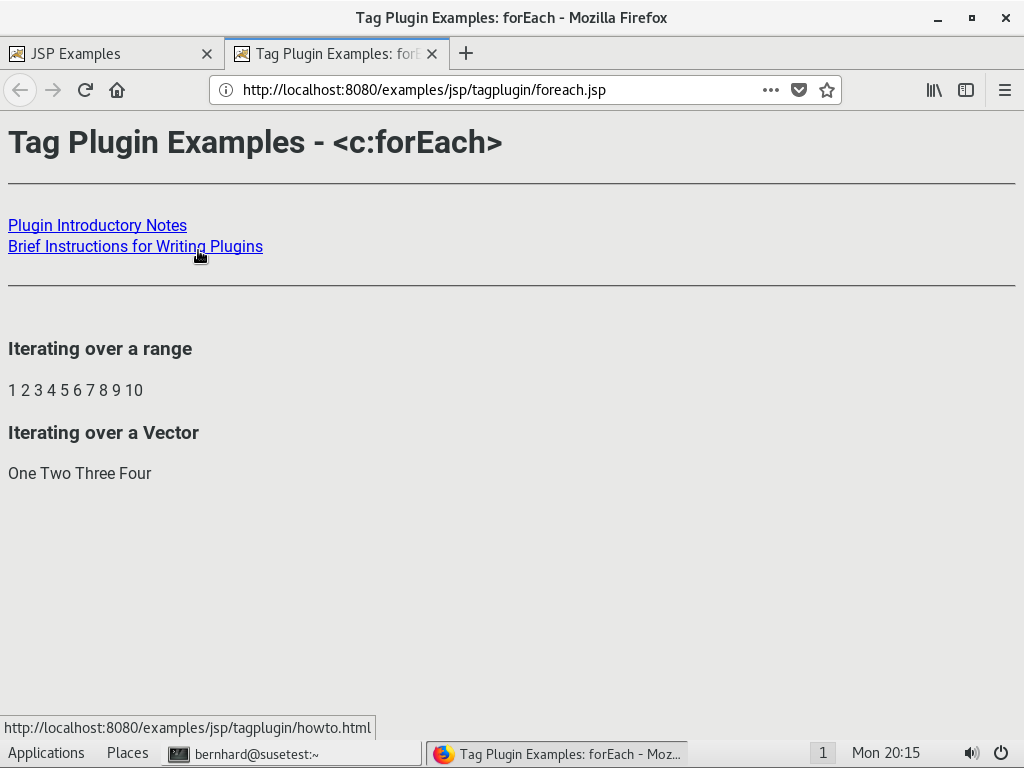 Tag Plugin Examples: forEach - Mozilla Firefox
JSP Examples
Tag Plugin Examples: forE
http://localhost:8080/examples/jsp/tagplugin/foreach.jsp
Tag Plugin Examples - <c:forEach>
Plugin Introductory Notes
Brief Instructions for Writing Plugins
Iterating over a range
1 2 3 4 5 6 7 8 9 10
Iterating over a Vector
One Two Three Four
http://localhost:8080/examples/jsp/tagplugin/howto.html
Applications Places bernhard@susetest:~ Tag Plugin Examples: forEach - Moz... 1 Mon 20:15